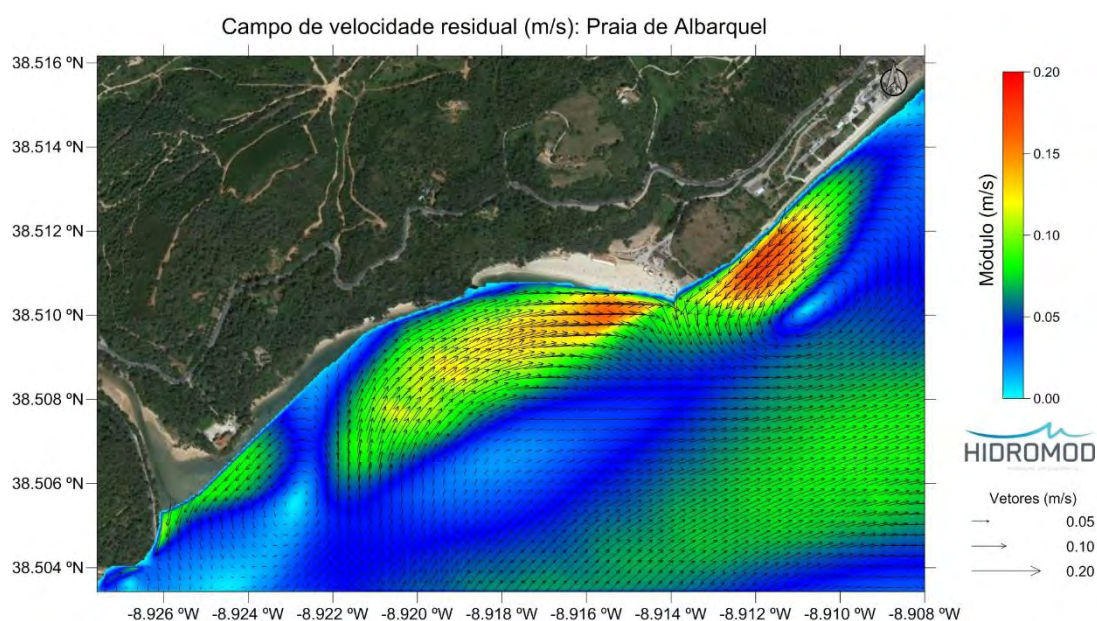 Campo de velocidade residual (m/s): Praia de Albarquel
38.516 ºN
38.514 ºN
38.512 ºN
38.510 ºN
38.508 ºN
38.506 ºN
38.504 ºN
-8.926 ºW
-8.924 ºW
-8.922 ºW
-8.920 ºW
-8.918 ºW
-8.916 ºW
-8.914 ºW
-8.912 ºW
-8.910 ºW
-8.908 ºW
0.20
0.15
0.10
0.05
0.00
Módulo (m/s)
HIDROMOD
Vetores (m/s)
0.05
0.10
0.20